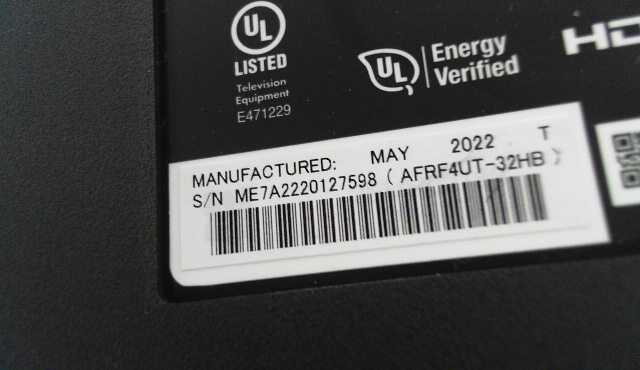 UL
LISTED
Television
Equipment
E471229
UL
Energy
Verified
MANUFACTURED: MAY 2022 T
S/N ME7A2220127598 ( AFRF4UT-32HB )